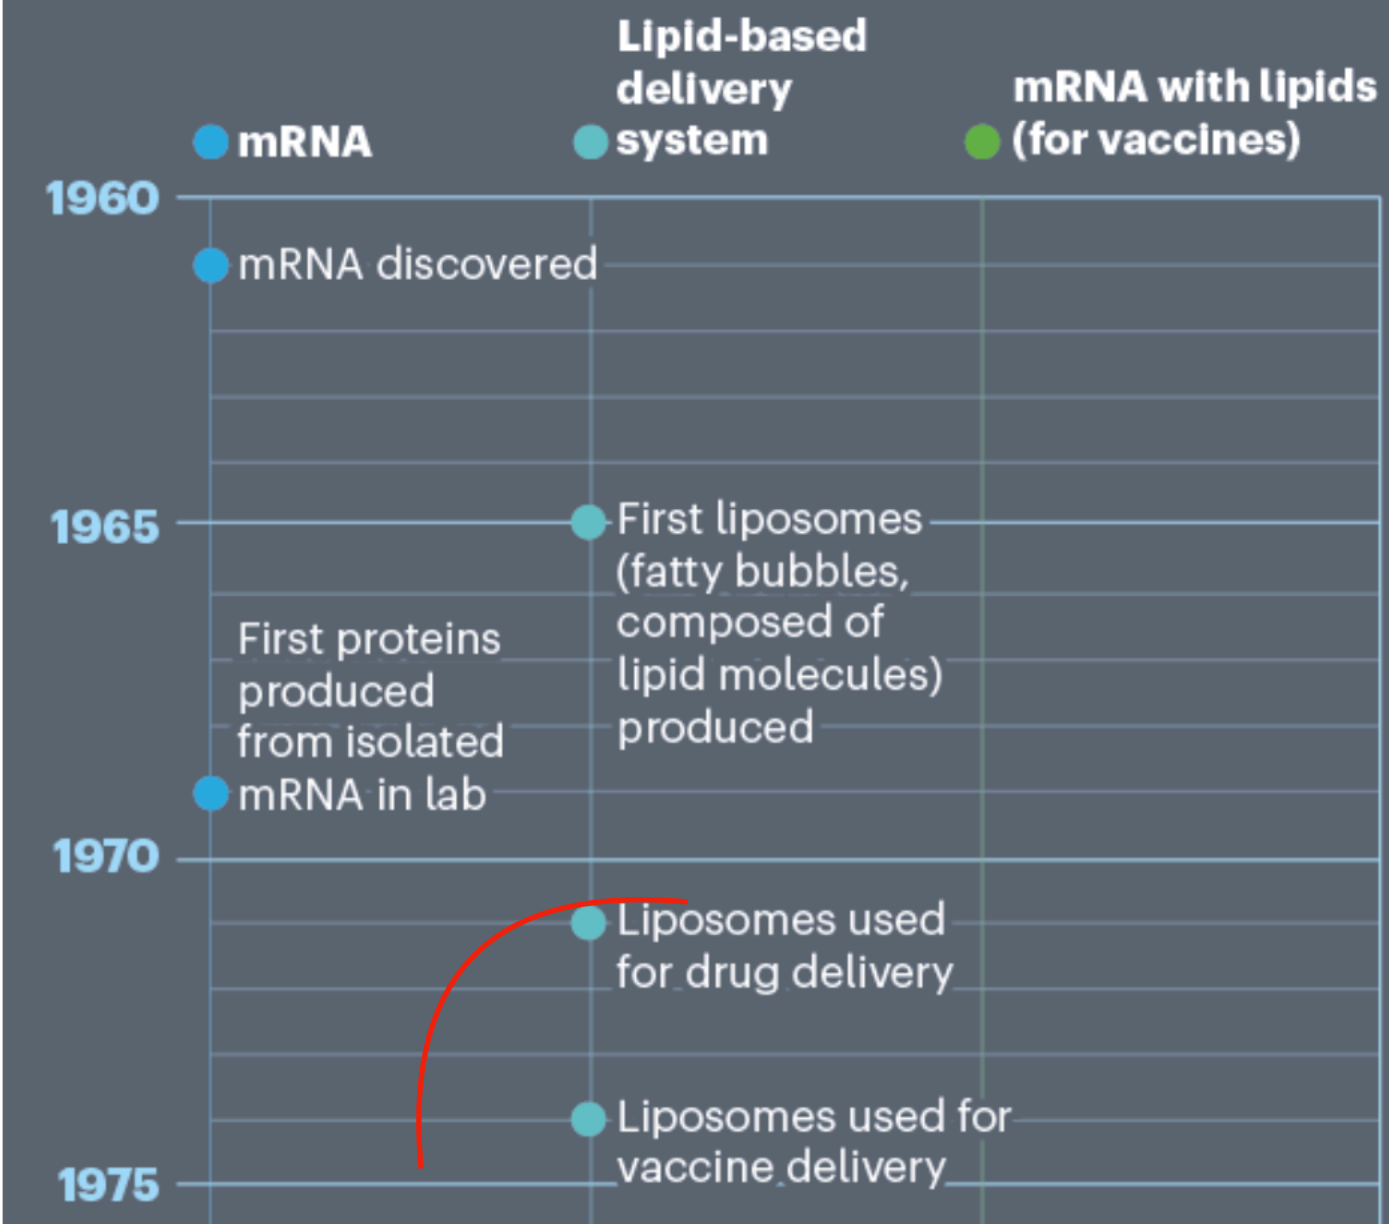 Lipid-based
delivery
system
mRNA with lipids
(for vaccines)
mRNA
1960
mRNA discovered
1965
First liposomes
(fatty bubbles,
composed of
lipid molecules)
produced
First proteins
produced
from isolated
mRNA in lab
1970
Liposomes used
for drug delivery
Liposomes used for
vaccine delivery
1975